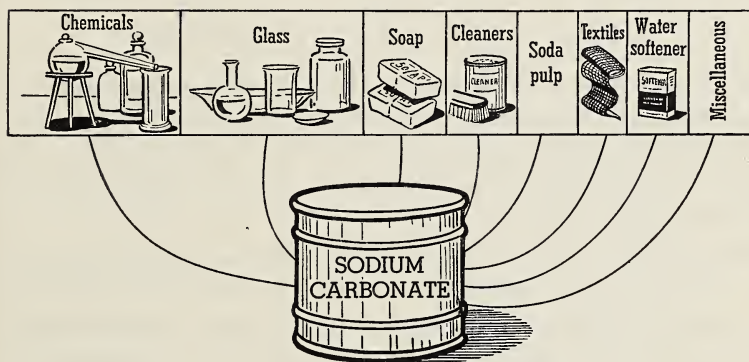 Chemicals
Glass
Soap
Cleaners
Soda
pulp
Textiles
Water
softener
Miscellaneous
SOAP
CLEANER
SOFTENER
SODIUM
CARBONATE